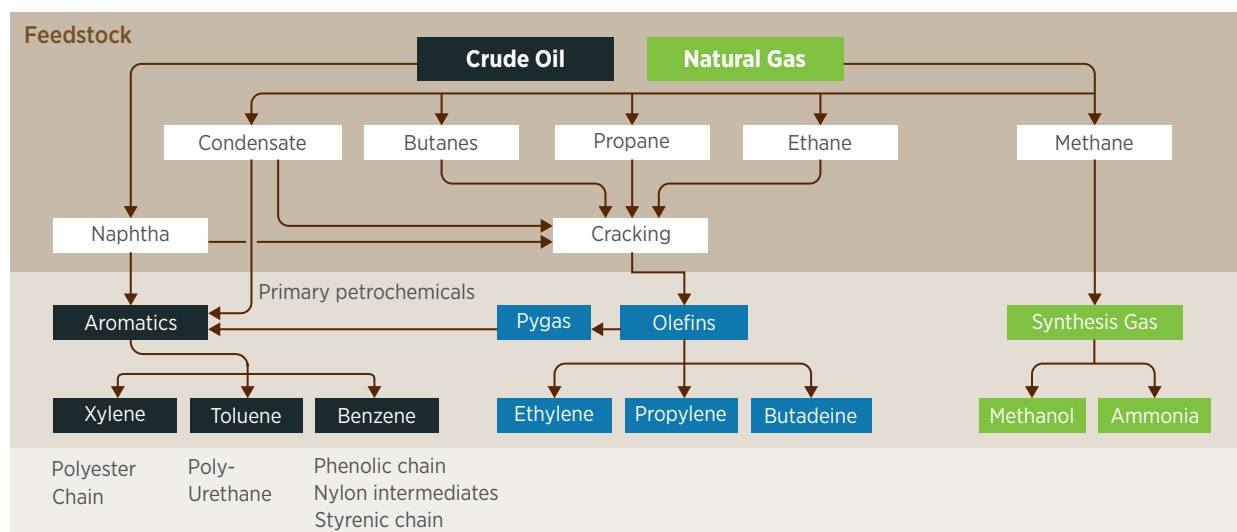 Feedstock
Crude Oil
Natural Gas
Condensate
Butanes
Propane
Ethane
Methane
Naphtha
Cracking
Primary petrochemicals
Aromatics
Pygas
Olefins
Synthesis Gas
Xylene
Toluene
Benzene
Ethylene
Propylene
Butadeine
Methanol
Ammonia
Polyester
Chain
Poly-
Urethane
Phenolic chain
Nylon intermediates
Styrenic chain